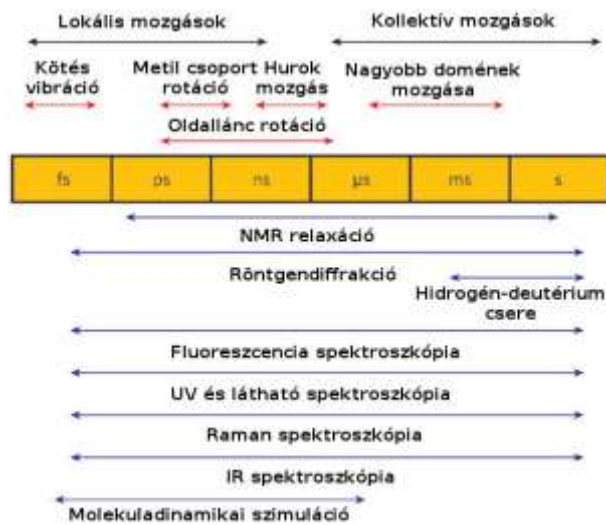 Lokális mozgások Kollektív mozgások
Kötés Metil csoport Hurok Nagyobb domének
vibráció rotáció mozgás mozgása
Oldallánc rotáció
fs ps ns µs ms s
NMR relaxáció
Röntgendiffrakció
Hidrogén-deutérium
csere
Fluoreszcencia spektroszkópia
UV és látható spektroszkópia
Raman spektroszkópia
IR spektroszkópia
Molekuladinamikai szimuláció